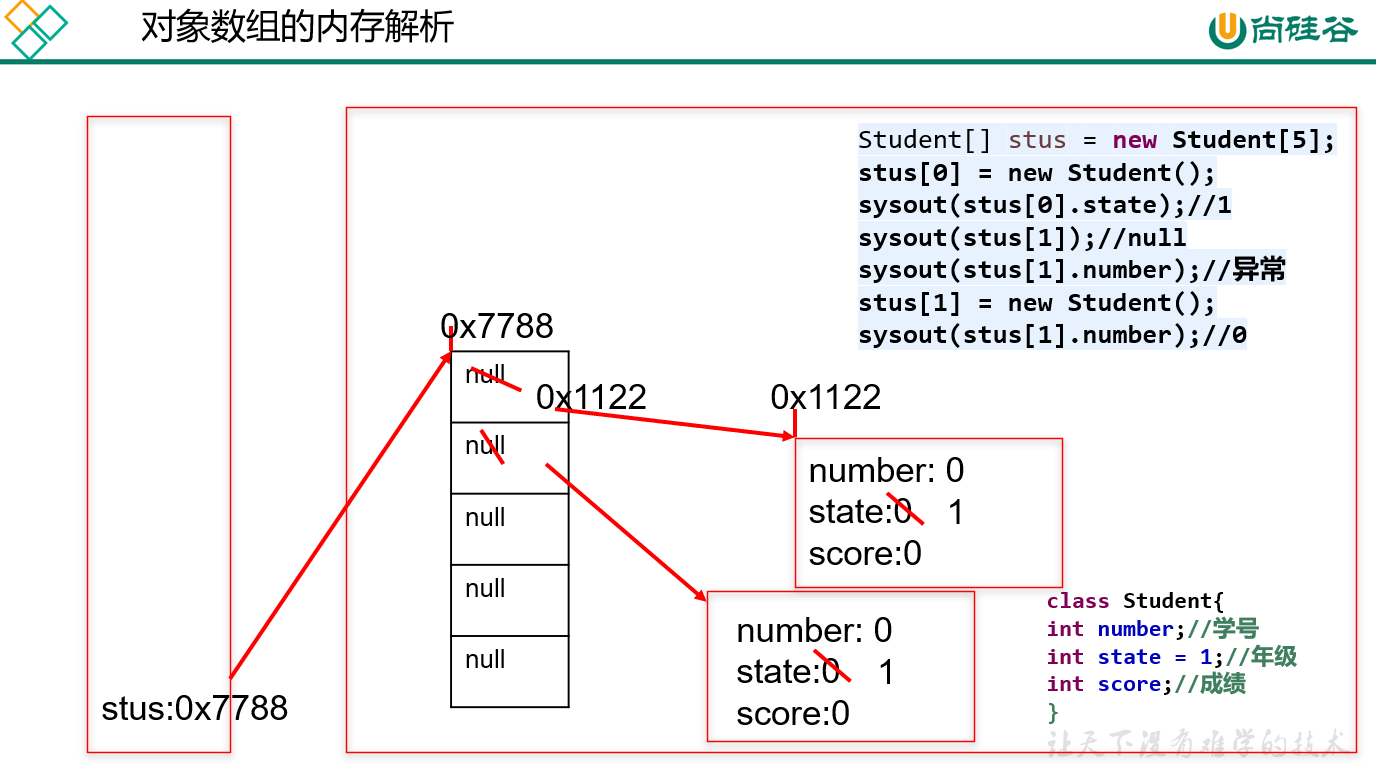 对象数组的内存解析
尚硅谷
Student[] stus = new Student[5];
stus[0] = new Student();
sysout(stus[0].state);//1
sysout(stus[1]);//null
sysout(stus[1].number);//异常
stus[1] = new Student();
sysout(stus[1].number);//0
0x7788
null
0x1122
0x1122
null
null
null
null
number: 0
state:0 1
score:0
number: 0
state:0 1
score:0
class Student{
int number;//学号
int state = 1;//年级
int score;//成绩
}
stus:0x7788
让天下没有难学的技术